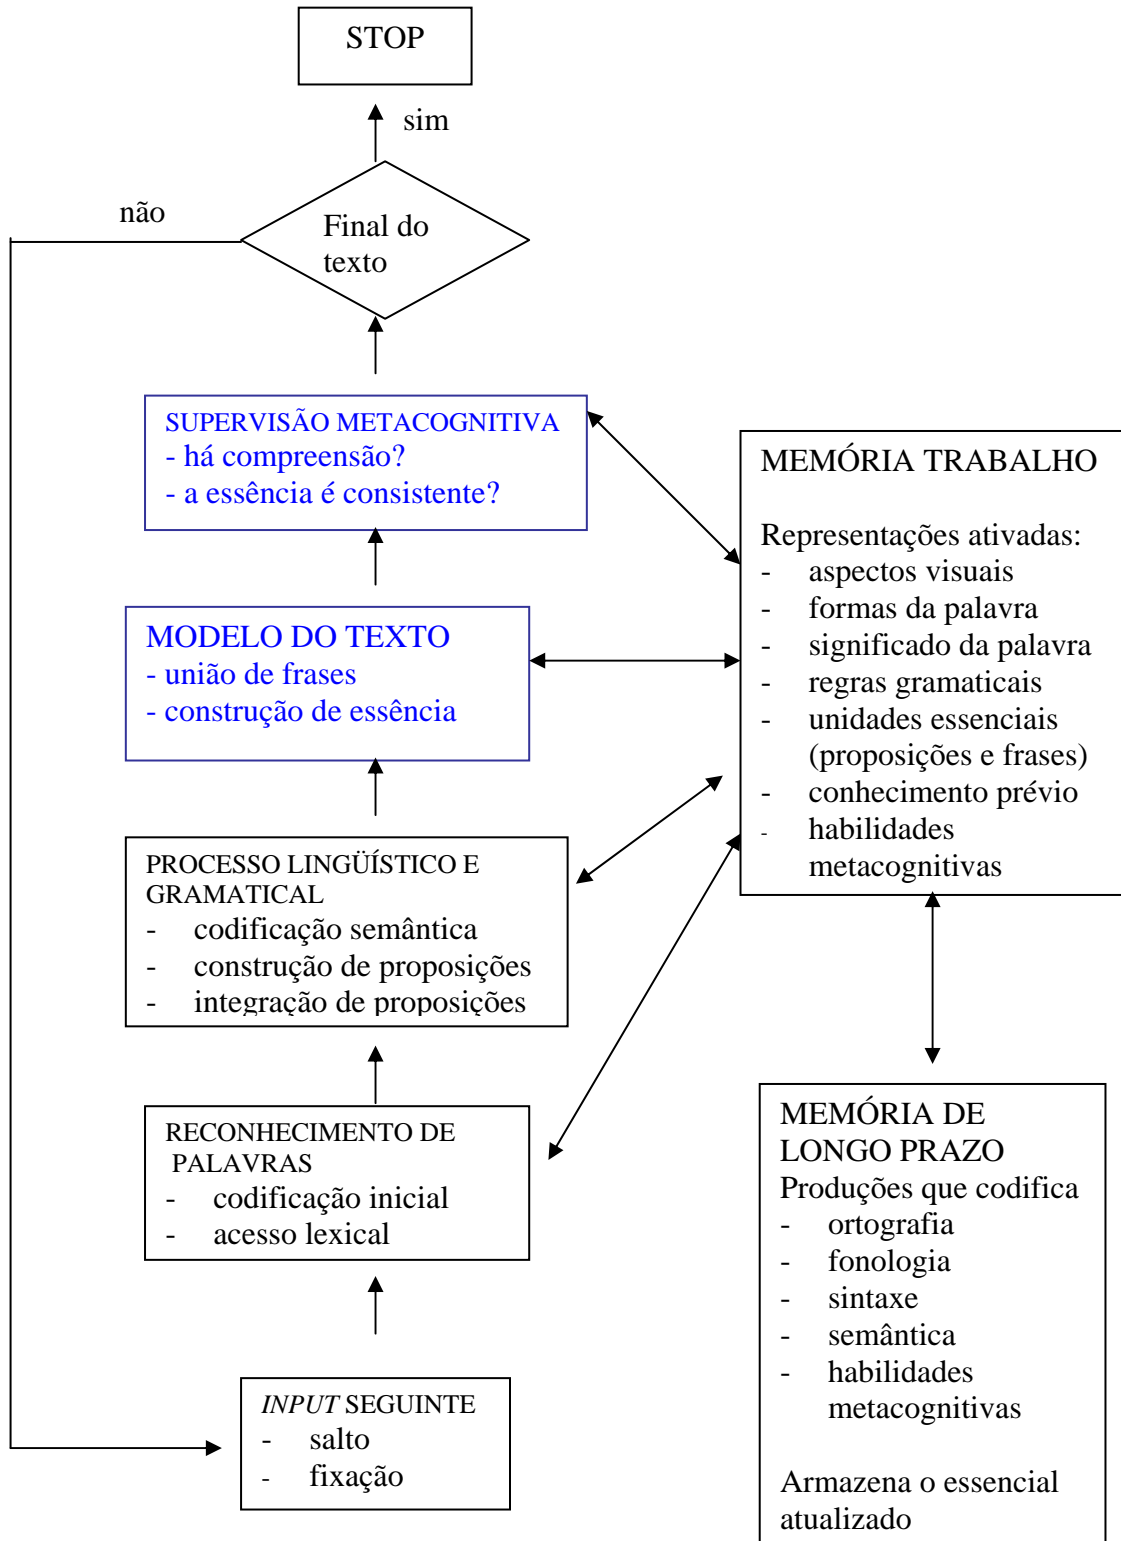 STOP
sim
não
Final do
texto
SUPERVISÃO METACOGNITIVA
- há compreensão?
- a essência é consistente?
MODELO DO TEXTO
- união de frases
- construção de essência
PROCESSO LINGÜÍSTICO E
GRAMATICAL
- codificação semântica
- construção de proposições
- integração de proposições
RECONHECIMENTO DE
PALAVRAS
- codificação inicial
- acesso lexical
INPUT SEGUINTE
- salto
- fixação
MEMÓRIA TRABALHO
Representações ativadas:
- aspectos visuais
- formas da palavra
- significado da palavra
- regras gramaticais
- unidades essenciais
(proposições e frases)
- conhecimento prévio
- habilidades
metacognitivas
MEMÓRIA DE
LONGO PRAZO
Produções que codifica
- ortografia
- fonologia
- sintaxe
- semântica
- habilidades
metacognitivas
Armazena o essencial
atualizado